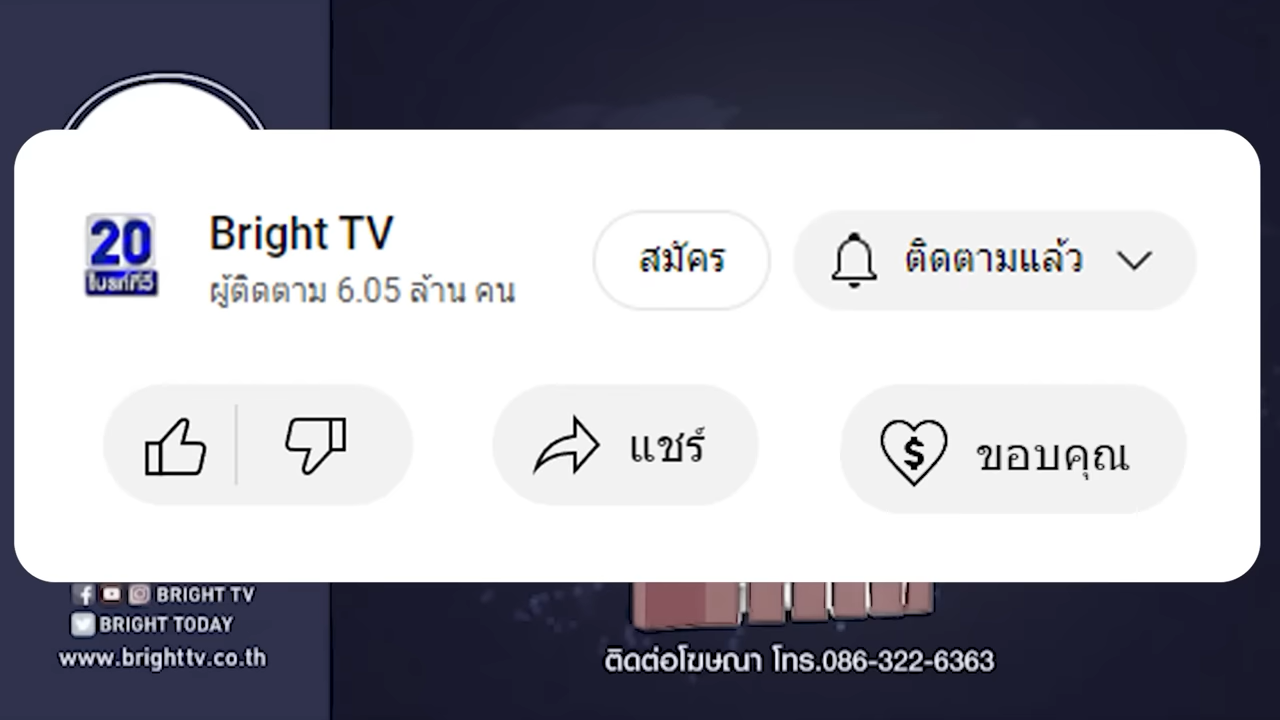 20
ไบรท์ทีวี
Bright TV
ผู้ติดตาม 6.05 ล้าน คน
สมัคร
ติดตามแล้ว
แชร์
$ ขอบคุณ
BRIGHT TV
BRIGHT TODAY
www.brighttv.co.th
ติดต่อโฆษณา โทร.086-322-6363